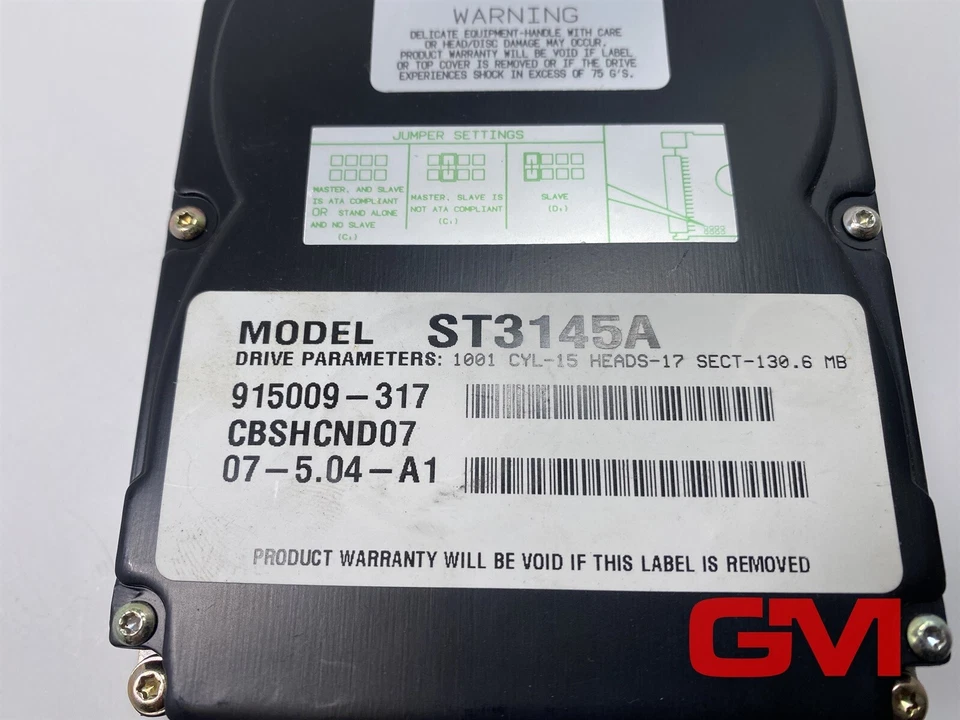 WARNING
DELICATE EQUIPMENT-HANDLE WITH CARE
OR HEAD/DISC DAMAGE MAY OCCUR.
PRODUCT WARRANTY WILL BE VOID IF LABEL
OR TOP COVER IS REMOVED OR IF THE DRIVE
EXPERIENCES SHOCK IN EXCESS OF 75 G'S.
JUMPER SETTINGS
MASTER, AND SLAVE
IS ATA COMPLIANT
OR STAND ALONE
AND NO SLAVE
(C₁)
MASTER, SLAVE IS
NOT ATA COMPLIANT
(C₁)
SLAVE
(D₁)
MODEL ST3145A
DRIVE PARAMETERS: 1001 CYL-15 HEADS-17 SECT-130.6 MB
915009-317
CBSHCND07
07-5.04-A1
PRODUCT WARRANTY WILL BE VOID IF THIS LABEL IS REMOVED
GM